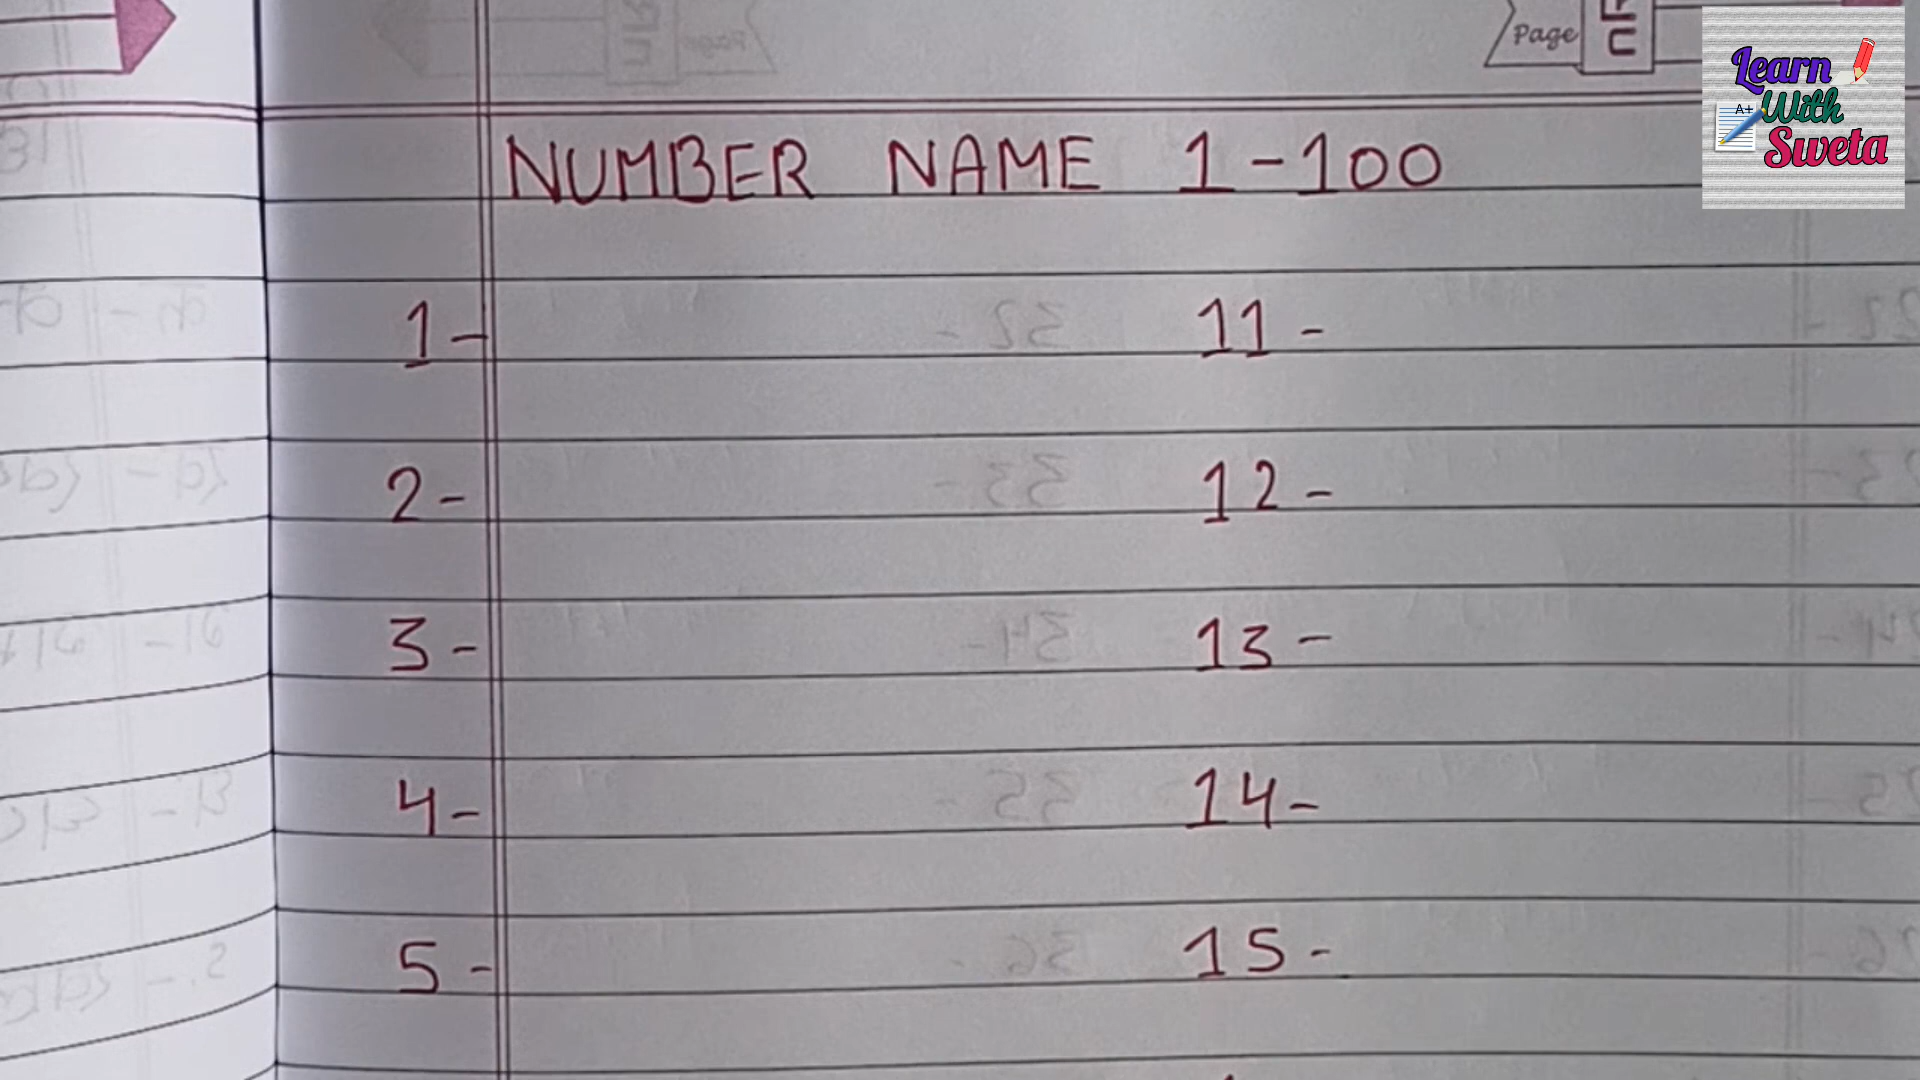 Page
Learn
A+ With
Sweta
NUMBER NAME 1-100
1- 11-
2- 12-
3- 13-
4- 14-
5- 15-